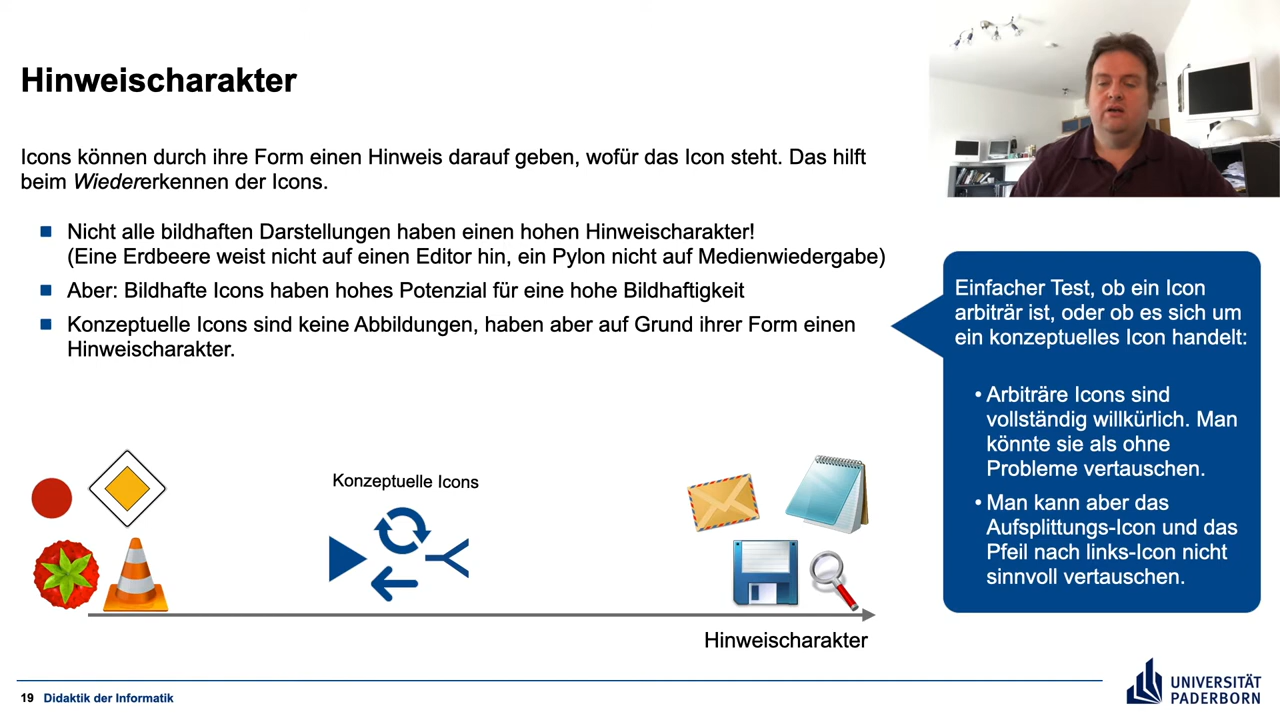 Hinweischarakter
Icons können durch ihre Form einen Hinweis darauf geben, wofür das Icon steht. Das hilft
beim Wiedererkennen der Icons.
■ Nicht alle bildhaften Darstellungen haben einen hohen Hinweischarakter!
(Eine Erdbeere weist nicht auf einen Editor hin, ein Pylon nicht auf Medienwiedergabe)
■ Aber: Bildhafte Icons haben hohes Potenzial für eine hohe Bildhaftigkeit
■ Konzeptuelle Icons sind keine Abbildungen, haben aber auf Grund ihrer Form einen
Hinweischarakter.
Einfacher Test, ob ein Icon
arbiträr ist, oder ob es sich um
ein konzeptuelles Icon handelt:
• Arbiträre Icons sind
vollständig willkürlich. Man
könnte sie als ohne
Probleme vertauschen.
• Man kann aber das
Aufsplittungs-Icon und das
Pfeil nach links-Icon nicht
sinnvoll vertauschen.
Konzeptuelle Icons
Hinweischarakter
19 Didaktik der Informatik
UNIVERSITÄT
PADERBORN